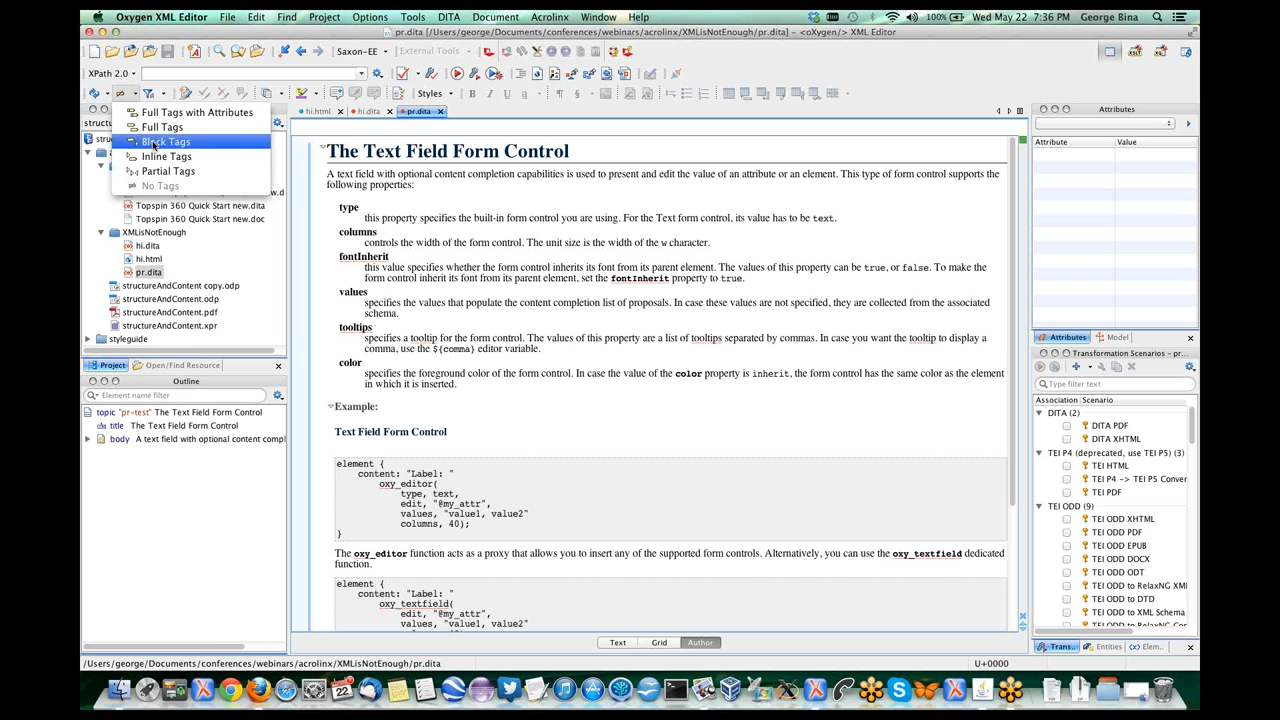 Oxygen XML Editor File Edit Find Project Options Tools DITA Document Acrolinx Window Help 100% Wed May 22 7:36 PM George Bina
pr.dita [/Users/george/Documents/conferences/webinars/acrolinx/XMLisNotEnough/pr.dita] - <oXygen/> XML Editor
Saxon-EE External Tools
XPath 2.0
Styles B I U
hi.html hi.dita pr.dita
Full Tags with Attributes
Full Tags
Block Tags
Inline Tags
Partial Tags
No Tags
Topspin 360 Quick Start new.dita
Topspin 360 Quick Start new.doc
XMLisNotEnough
hi.dita
hi.html
pr.dita
structureAndContent copy.odp
structureAndContent.odp
structureAndContent.pdf
structureAndContent.xpr
styleguide
Project Open/Find Resource
Outline
Element name filter
topic "pr-test" The Text Field Form Control
title The Text Field Form Control
body A text field with optional content compl
The Text Field Form Control
A text field with optional content completion capabilities is used to present and edit the value of an attribute or an element. This type of form control supports the
following properties:
type
this property specifies the built-in form control you are using. For the Text form control, its value has to be text.
columns
controls the width of the form control. The unit size is the width of the w character.
fontInherit
this value specifies whether the form control inherits its font from its parent element. The values of this property can be true, or false. To make the
form control inherit its font from its parent element, set the fontInherit property to true.
values
specifies the values that populate the content completion list of proposals. In case these values are not specified, they are collected from the associated
schema.
tooltips
specifies a tooltip for the form control. The values of this property are a list of tooltips separated by commas. In case you want the tooltip to display a
comma, use the ${comma} editor variable.
color
specifies the foreground color of the form control. In case the value of the color property is inherit, the form control has the same color as the element
in which it is inserted.
Example:
Text Field Form Control
element {
content: "Label: "
oxy_editor(
type, text,
edit, "@my_attr",
values, "value1, value2"
columns, 40);
}
The oxy_editor function acts as a proxy that allows you to insert any of the supported form controls. Alternatively, you can use the oxy_textfield dedicated
function.
element {
content: "Label: "
oxy_textfield(
edit, "@my_attr",
values, "value1, value2"
Text Grid Author
Attributes
Attribute Value
Attributes Model
Transformation Scenarios - pr...
Type filter text
Association Scenario
DITA (2)
DITA PDF
DITA XHTML
TEI P4 (deprecated, use TEI P5) (3)
TEI HTML
TEI P4 -> TEI P5 Conver
TEI PDF
TEI ODD (9)
TEI ODD XHTML
TEI ODD PDF
TEI ODD EPUB
TEI ODD DOCX
TEI ODD ODT
TEI ODD to RelaxNG XMI
TEI ODD to DTD
TEI ODD to XML Schema
Trans... Entities Elem...
/Users/george/Documents/conferences/webinars/acrolinx/XMLisNotEnough/pr.dita U+0000